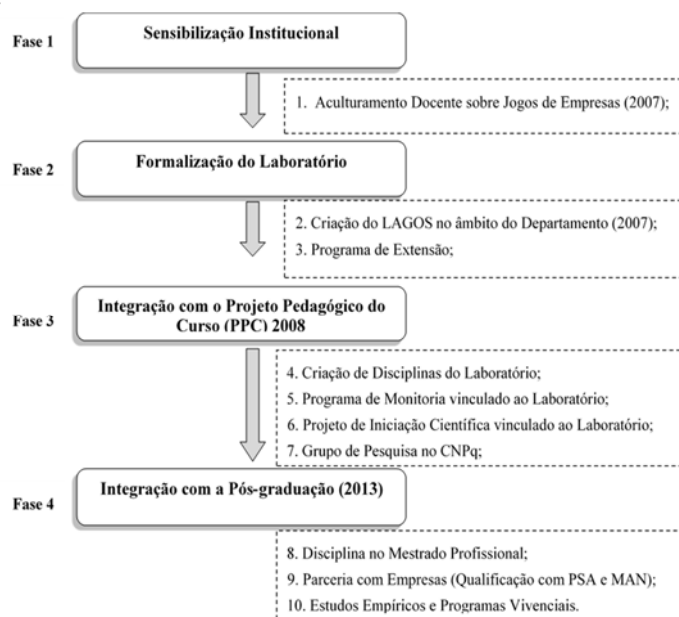 Fase 1
Sensibilização Institucional
1. Aculturamento Docente sobre Jogos de Empresas (2007);
Fase 2
Formalização do Laboratório
2. Criação do LAGOS no âmbito do Departamento (2007);
3. Programa de Extensão;
Fase 3
Integração com o Projeto Pedagógico do
Curso (PPC) 2008
4. Criação de Disciplinas do Laboratório;
5. Programa de Monitoria vinculado ao Laboratório;
6. Projeto de Iniciação Científica vinculado ao Laboratório;
7. Grupo de Pesquisa no CNPq;
Fase 4
Integração com a Pós-graduação (2013)
8. Disciplina no Mestrado Profissional;
9. Parceria com Empresas (Qualificação com PSA e MAN);
10. Estudos Empíricos e Programas Vivenciais.